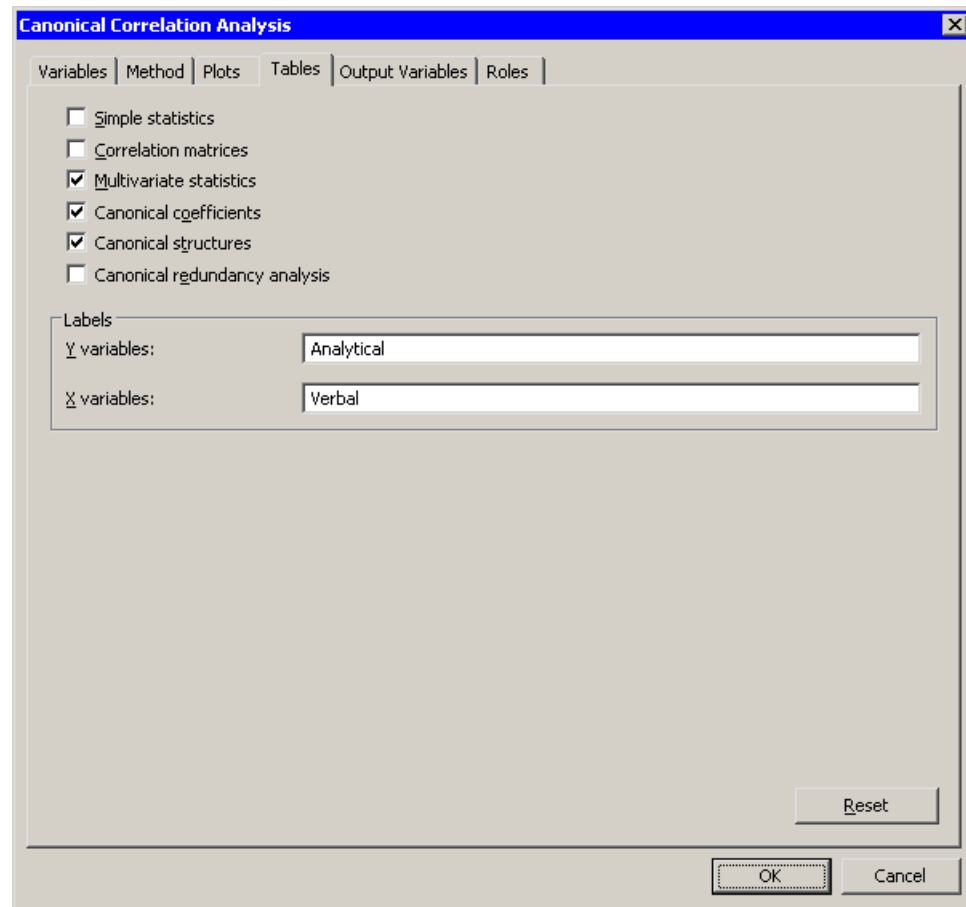 Canonical Correlation Analysis
Variables Method Plots Tables Output Variables Roles
Simple statistics
Correlation matrices
Multivariate statistics
Canonical coefficients
Canonical structures
Canonical redundancy analysis
Labels
Y variables: Analytical
X variables: Verbal
Reset
OK Cancel